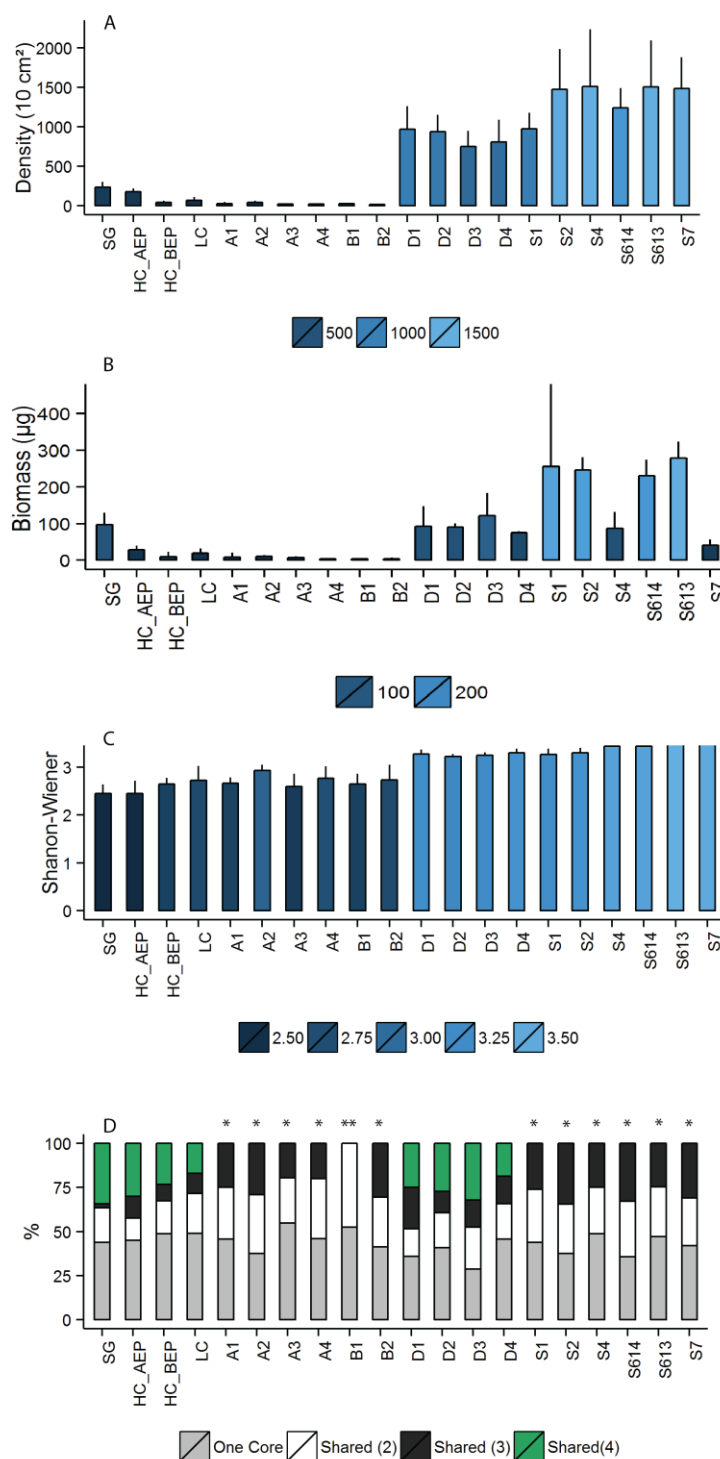 A
Density (10 cm²)
2000
1500
1000
500
0
SG HC_AEP HC_BEP LC A1 A2 A3 A4 B1 B2 D1 D2 D3 D4 S1 S2 S4 S614 S613 S7
500 1000 1500
B
Biomass (µg)
400
300
200
100
0
SG HC_AEP HC_BEP LC A1 A2 A3 A4 B1 B2 D1 D2 D3 D4 S1 S2 S4 S614 S613 S7
100 200
C
Shanon-Wiener
3
2
1
0
SG HC_AEP HC_BEP LC A1 A2 A3 A4 B1 B2 D1 D2 D3 D4 S1 S2 S4 S614 S613 S7
2.50 2.75 3.00 3.25 3.50
D
* * * * ** * * * * * * *
%
100
75
50
25
0
SG HC_AEP HC_BEP LC A1 A2 A3 A4 B1 B2 D1 D2 D3 D4 S1 S2 S4 S614 S613 S7
One Core Shared (2) Shared (3) Shared(4)